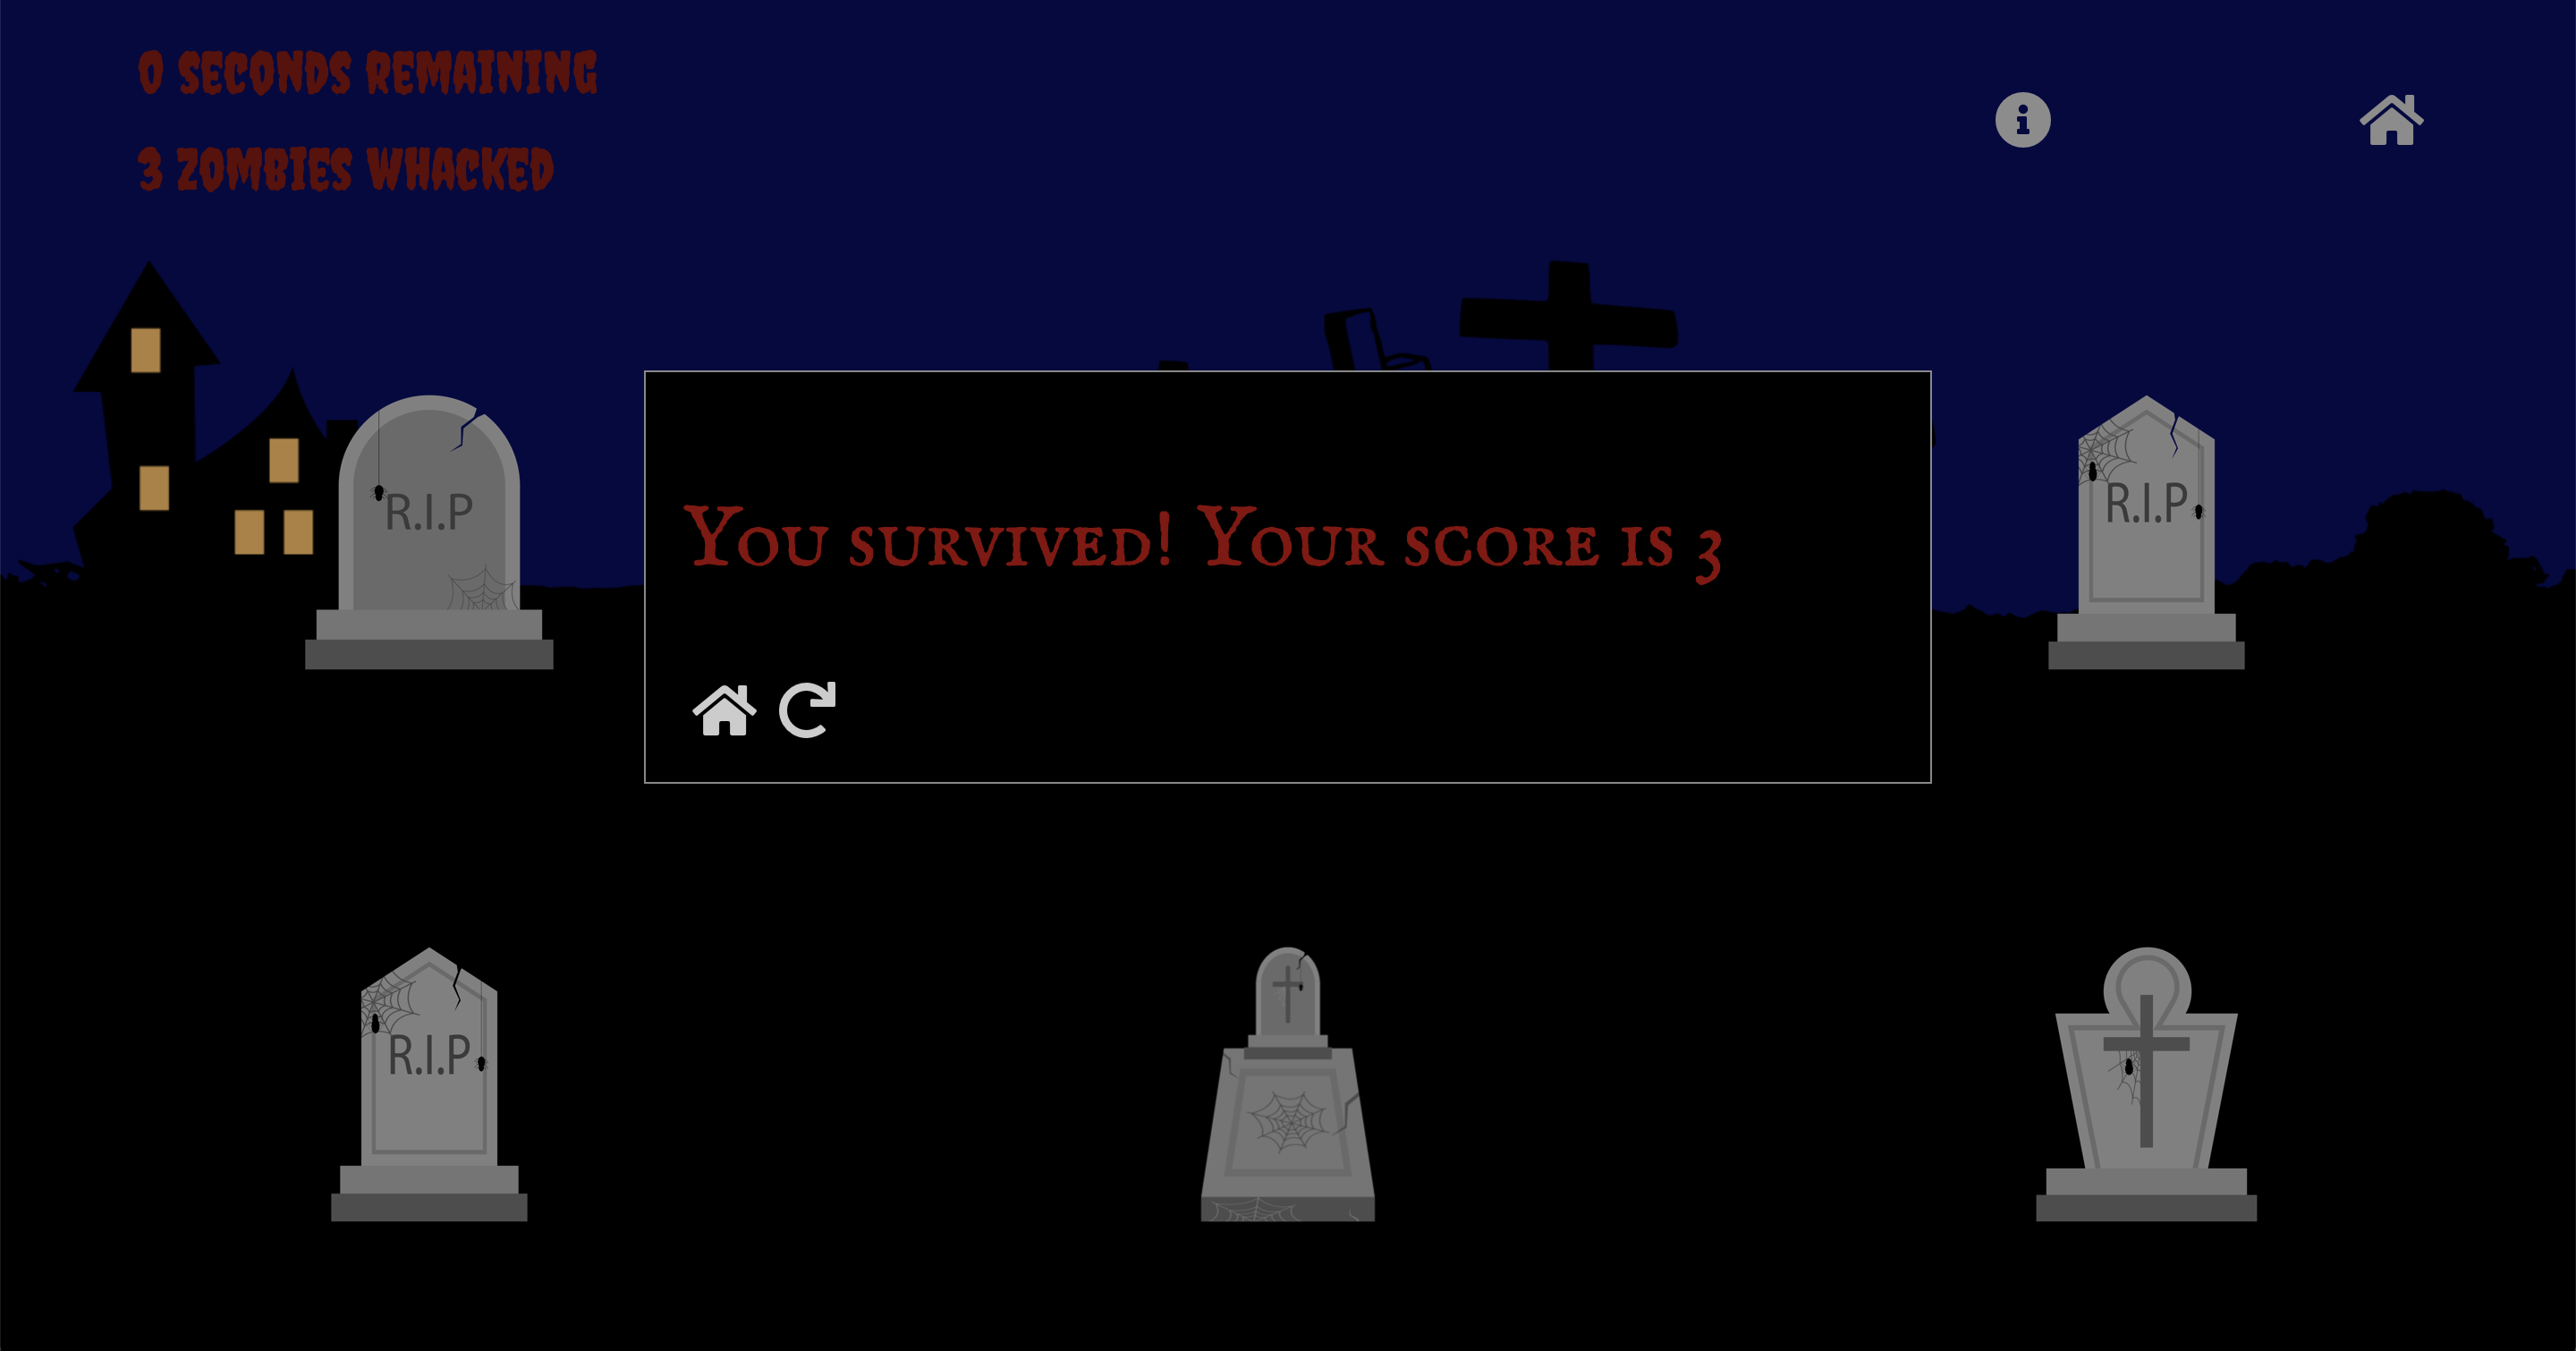 0 SECONDS REMAINING
3 ZOMBIES WHACKED
R.I.P
R.I.P
You survived! Your score is 3
R.I.P